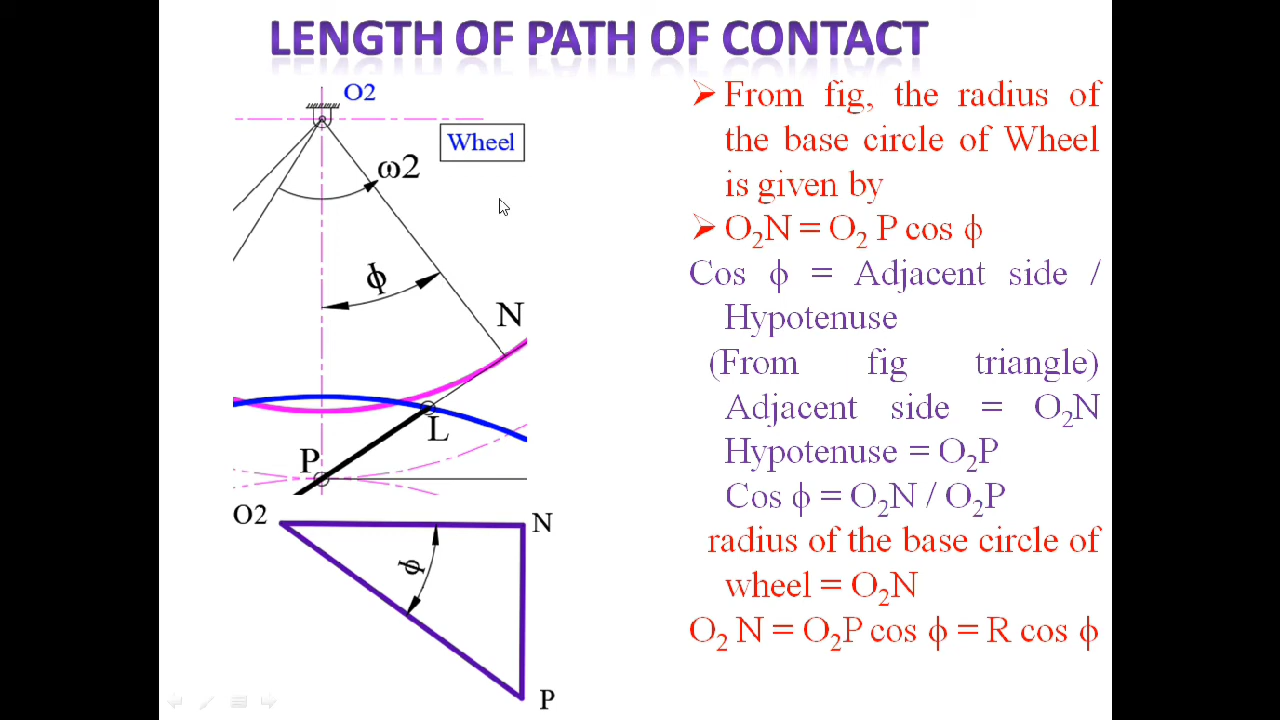 LENGTH OF PATH OF CONTACT
O2
Wheel
ω2
ϕ
N
L
P
O2
N
ϕ
P
➢ From fig, the radius of
the base circle of Wheel
is given by
➢ O₂N = O₂ P cos ϕ
Cos ϕ = Adjacent side /
Hypotenuse
(From fig triangle)
Adjacent side = O₂N
Hypotenuse = O₂P
Cos ϕ = O₂N / O₂P
radius of the base circle of
wheel = O₂N
O₂ N = O₂P cos ϕ = R cos ϕ